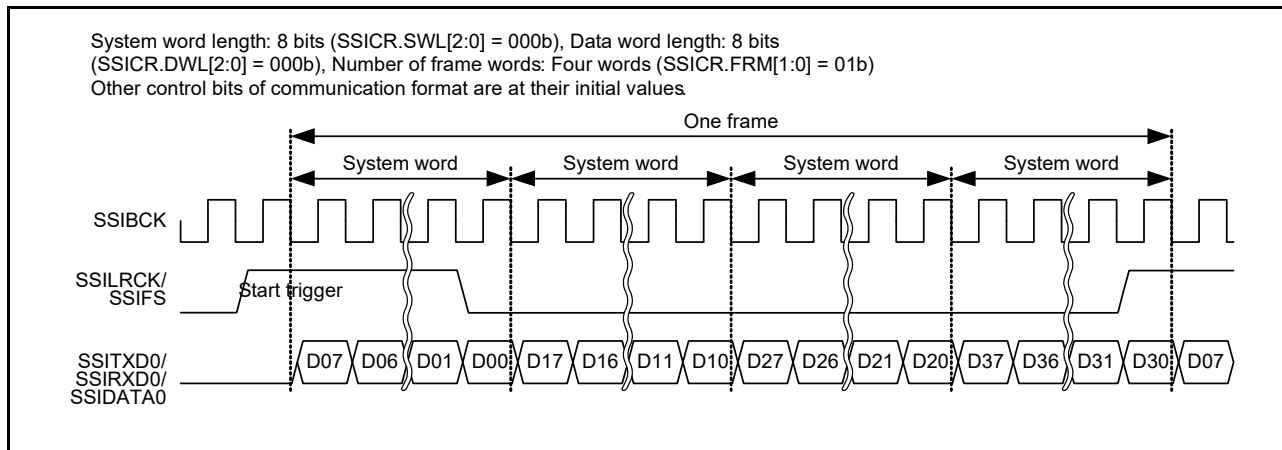 System word length: 8 bits (SSICR.SWL[2:0] = 000b), Data word length: 8 bits
(SSICR.DWL[2:0] = 000b), Number of frame words: Four words (SSICR.FRM[1:0] = 01b)
Other control bits of communication format are at their initial values.
One frame
System word System word System word System word
SSIBCK
SSILRCK/
SSIFS
Start trigger
SSITXD0/
SSIRXD0/
SSIDATA0
D07 D06 D01 D00 D17 D16 D11 D10 D27 D26 D21 D20 D37 D36 D31 D30 D07